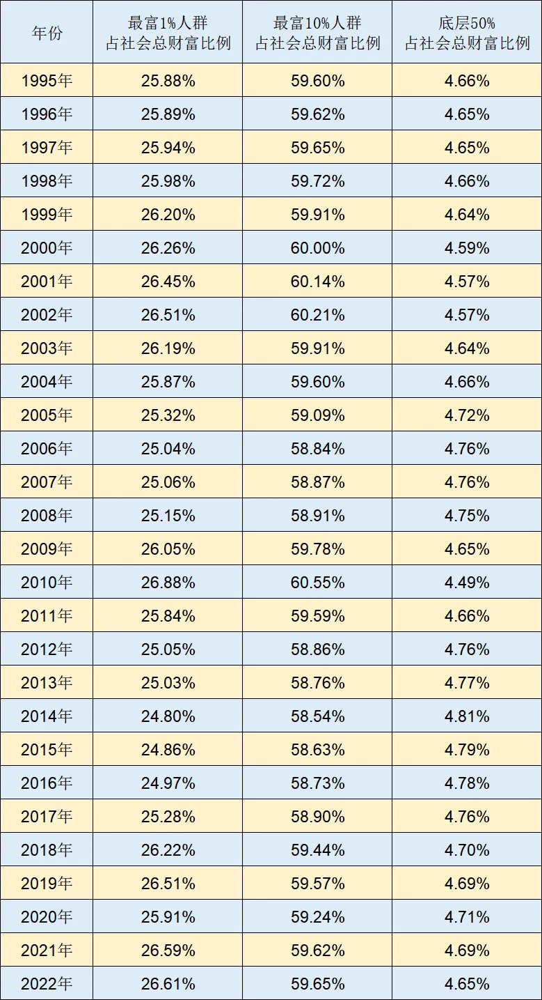 年份 最富1%人群 占社会总财富比例 最富10%人群 占社会总财富比例 底层50% 占社会总财富比例
1995年 25.88% 59.60% 4.66%
1996年 25.89% 59.62% 4.65%
1997年 25.94% 59.65% 4.65%
1998年 25.98% 59.72% 4.66%
1999年 26.20% 59.91% 4.64%
2000年 26.26% 60.00% 4.59%
2001年 26.45% 60.14% 4.57%
2002年 26.51% 60.21% 4.57%
2003年 26.19% 59.91% 4.64%
2004年 25.87% 59.60% 4.66%
2005年 25.32% 59.09% 4.72%
2006年 25.04% 58.84% 4.76%
2007年 25.06% 58.87% 4.76%
2008年 25.15% 58.91% 4.75%
2009年 26.05% 59.78% 4.65%
2010年 26.88% 60.55% 4.49%
2011年 25.84% 59.59% 4.66%
2012年 25.05% 58.86% 4.76%
2013年 25.03% 58.76% 4.77%
2014年 24.80% 58.54% 4.81%
2015年 24.86% 58.63% 4.79%
2016年 24.97% 58.73% 4.78%
2017年 25.28% 58.90% 4.76%
2018年 26.22% 59.44% 4.70%
2019年 26.51% 59.57% 4.69%
2020年 25.91% 59.24% 4.71%
2021年 26.59% 59.62% 4.69%
2022年 26.61% 59.65% 4.65%